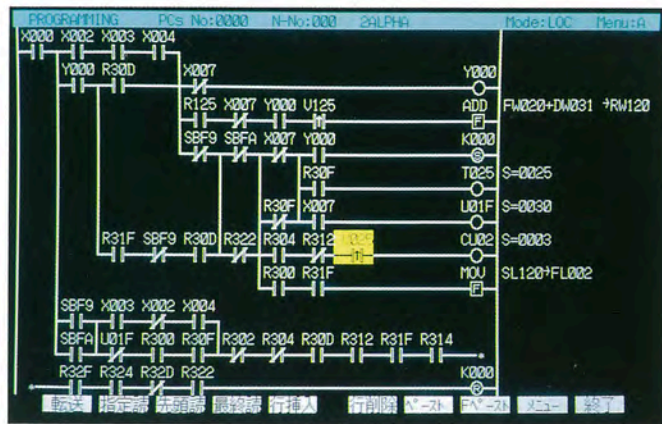 PROGRAMMING PCs No:0000 N-No:000 2ALPHA Mode:LOC Menu:A
X000 X002 X003 X004
Y000 R30D X007 Y000
R125 X007 Y000 U125 ADD FW020+DW031 →RW120
F
SBF9 SBFA X007 Y000 K000
S
R30F T025 S=0025
R30F X007 U01F S=0030
R31F SBF9 R30D R322 R304 R312 CU02 S=0003
R300 R31F MOV SL120→FL002
F
SBF9 X003 X002 X004
SBFA U01F R300 R30F R302 R304 R30D R312 R31F R314
R32F R324 R32D R322 K000
R
転送 指定読 先頭読 最終読 行挿入 行削除 ペースト Fペースト メニュー 終了